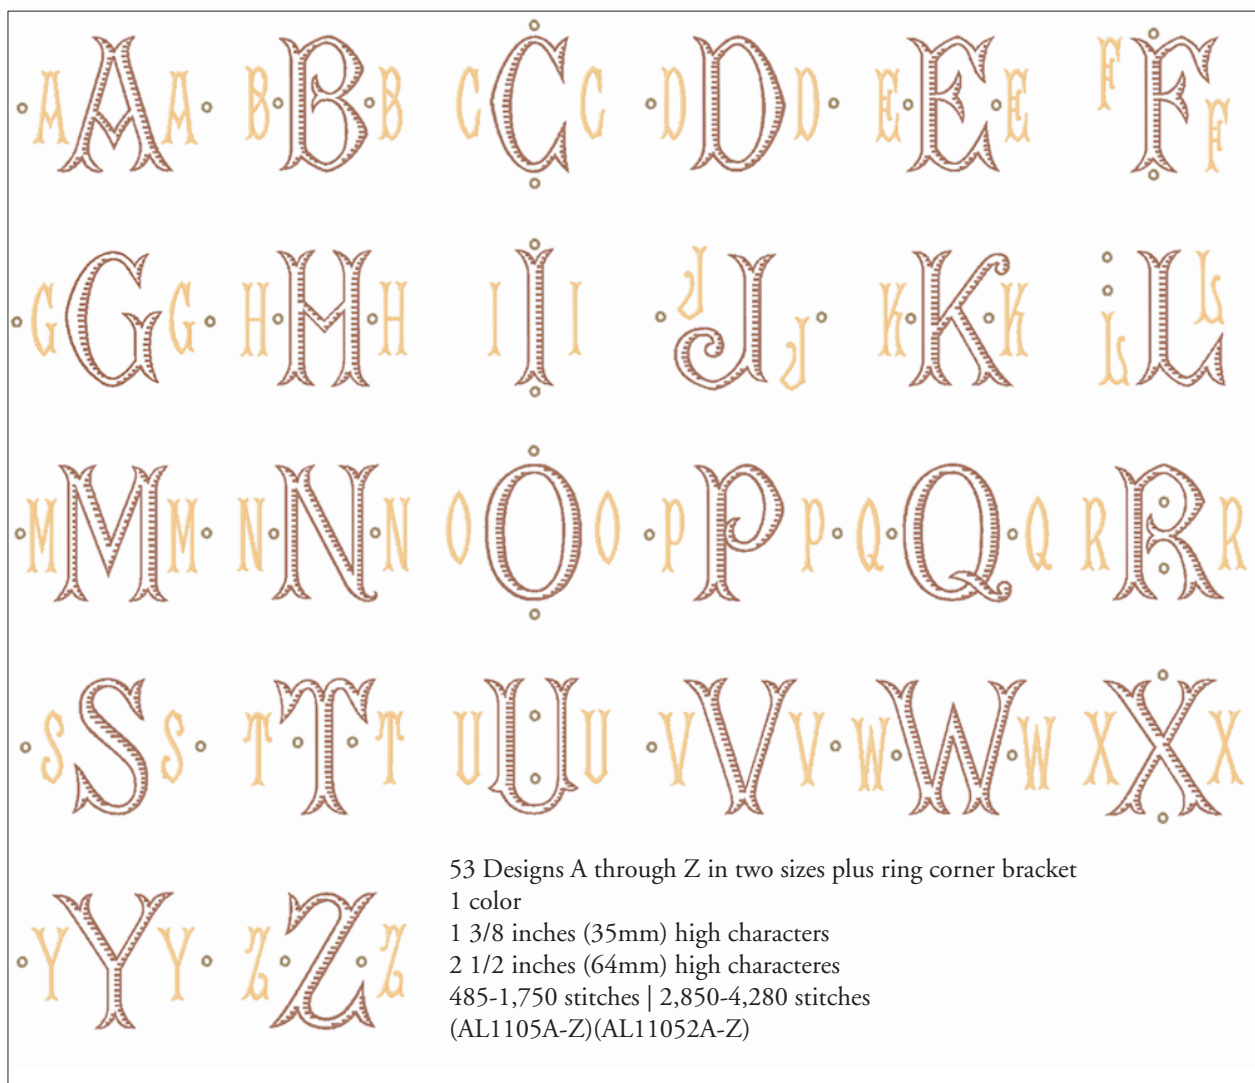 A A A B B B C C C D D D E E E F F F
G G G H H H I I I J J J K K K L L L
M M M N N N O O O P P P Q Q Q R R R
S S S T T T U U U V V V W W W X X X
Y Y Y Z Z Z
53 Designs A through Z in two sizes plus ring corner bracket
1 color
1 3/8 inches (35mm) high characters
2 1/2 inches (64mm) high characteres
485-1,750 stitches | 2,850-4,280 stitches
(AL1105A-Z)(AL11052A-Z)